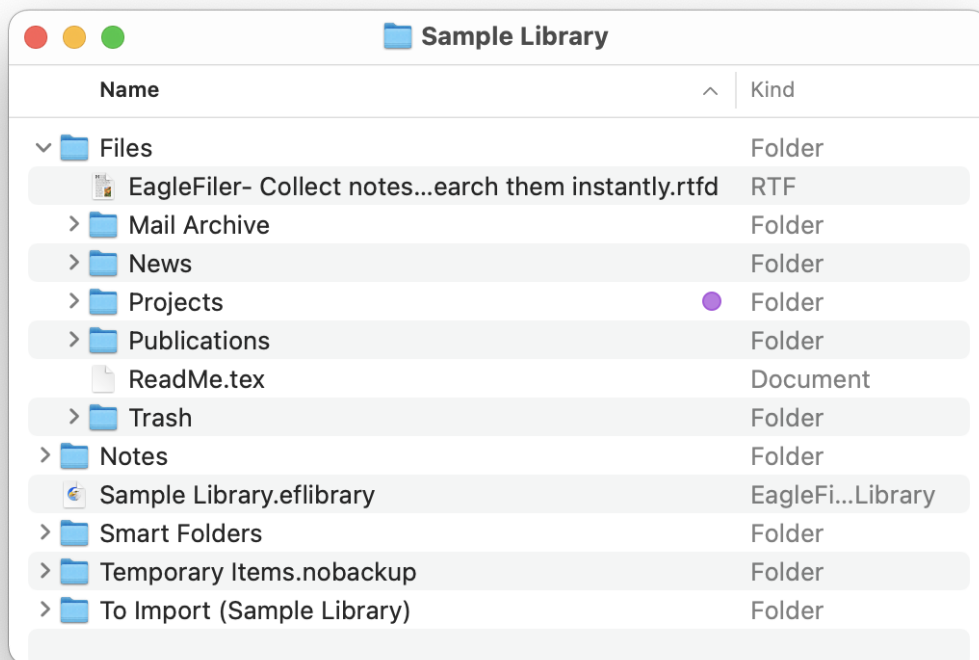 Sample Library
Name Kind
Files Folder
EagleFiler- Collect notes...earch them instantly.rtfd RTF
Mail Archive Folder
News Folder
Projects Folder
Publications Folder
ReadMe.tex Document
Trash Folder
Notes Folder
Sample Library.eflibrary EagleFi...Library
Smart Folders Folder
Temporary Items.nobackup Folder
To Import (Sample Library) Folder